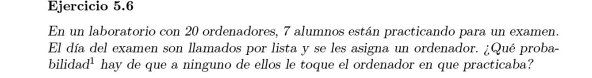 Ejercicio 5.6
En un laboratorio con 20 ordenadores, 7 alumnos están practicando para un examen.
El día del examen son llamados por lista y se les asigna un ordenador. ¿Qué proba-
bilidad¹ hay de que a ninguno de ellos le toque el ordenador en que practicaba?